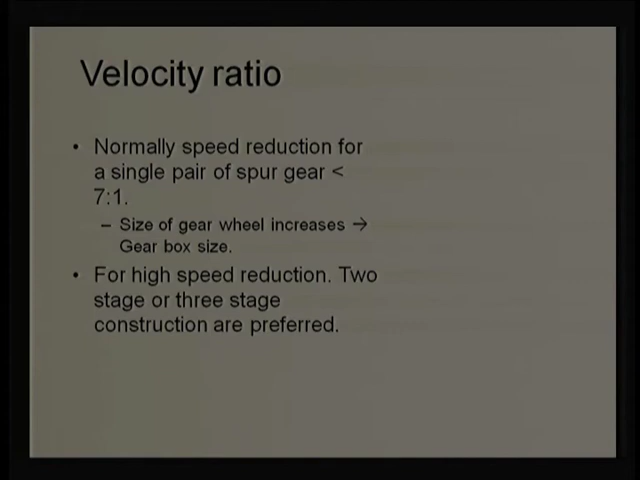 Velocity ratio
• Normally speed reduction for
a single pair of spur gear <
7:1.
– Size of gear wheel increases →
Gear box size.
• For high speed reduction. Two
stage or three stage
construction are preferred.